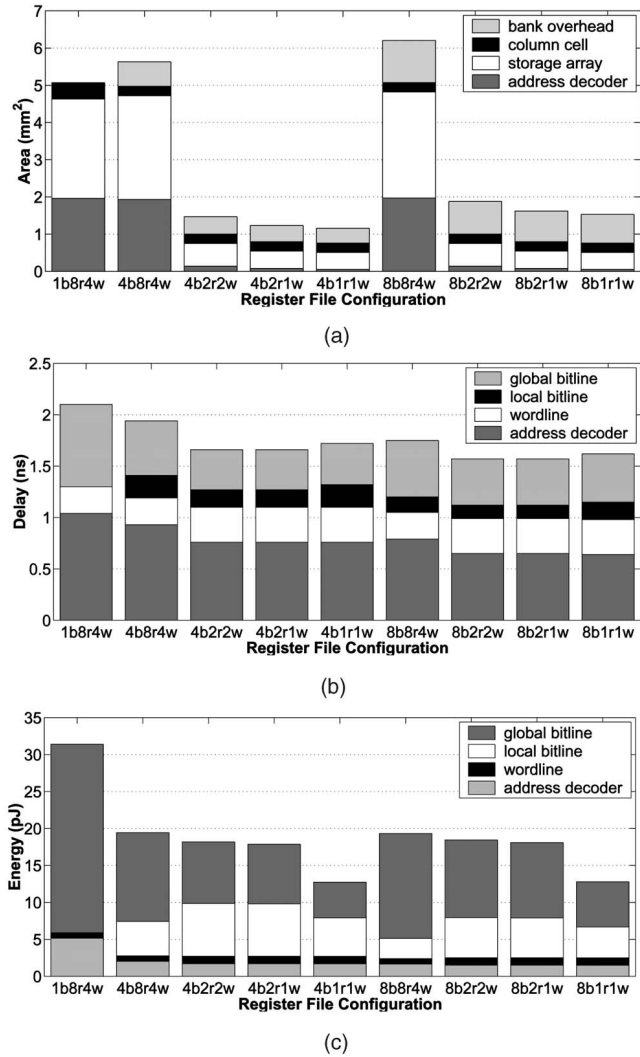 7
6
5
4
3
2
1
0
Area (mm²)
bank overhead
column cell
storage array
address decoder
1b8r4w 4b8r4w 4b2r2w 4b2r1w 4b1r1w 8b8r4w 8b2r2w 8b2r1w 8b1r1w
Register File Configuration
(a)
2.5
2
1.5
1
0.5
0
Delay (ns)
global bitline
local bitline
wordline
address decoder
1b8r4w 4b8r4w 4b2r2w 4b2r1w 4b1r1w 8b8r4w 8b2r2w 8b2r1w 8b1r1w
Register File Configuration
(b)
35
30
25
20
15
10
5
0
Energy (pJ)
global bitline
local bitline
wordline
address decoder
1b8r4w 4b8r4w 4b2r2w 4b2r1w 4b1r1w 8b8r4w 8b2r2w 8b2r1w 8b1r1w
Register File Configuration
(c)